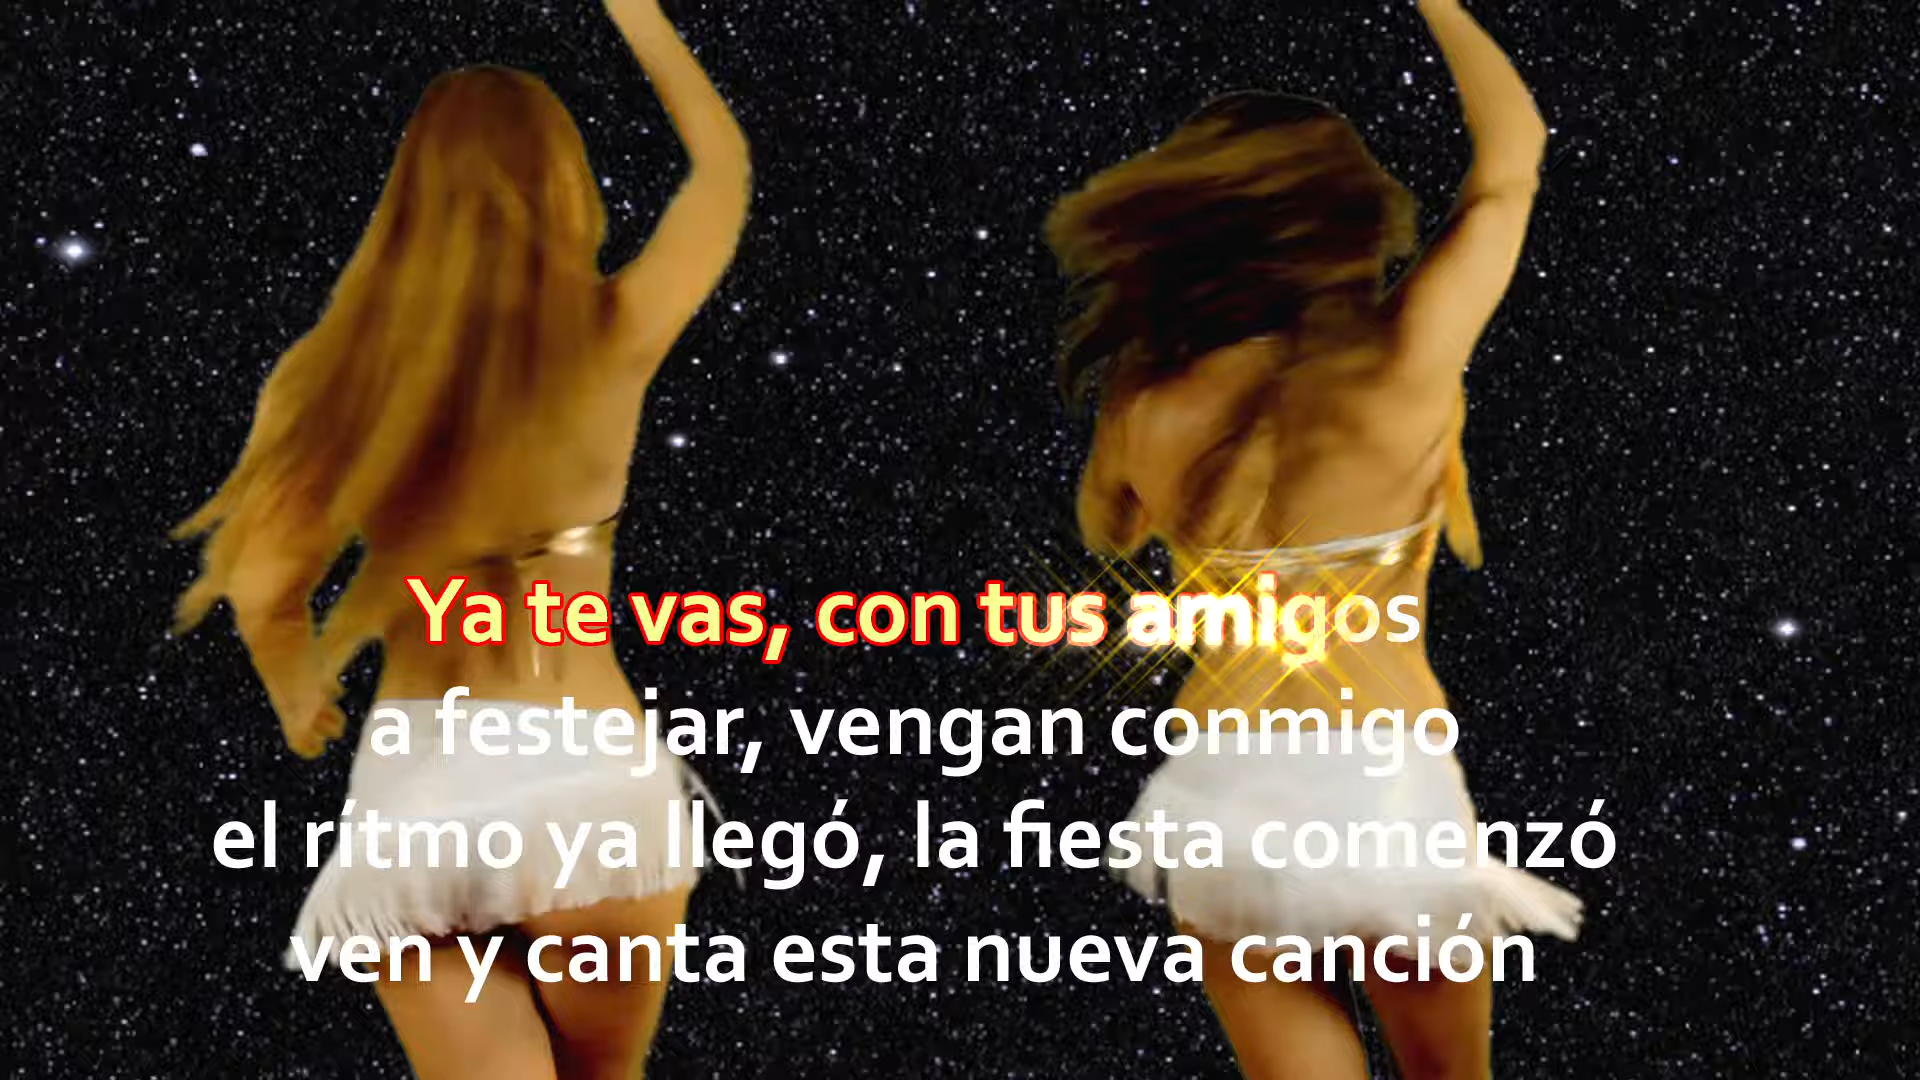 Ya te vas, con tus amigos
a festejar, vengan conmigo
el rítmo ya llegó, la fiesta comenzó
ven y canta esta nueva canción